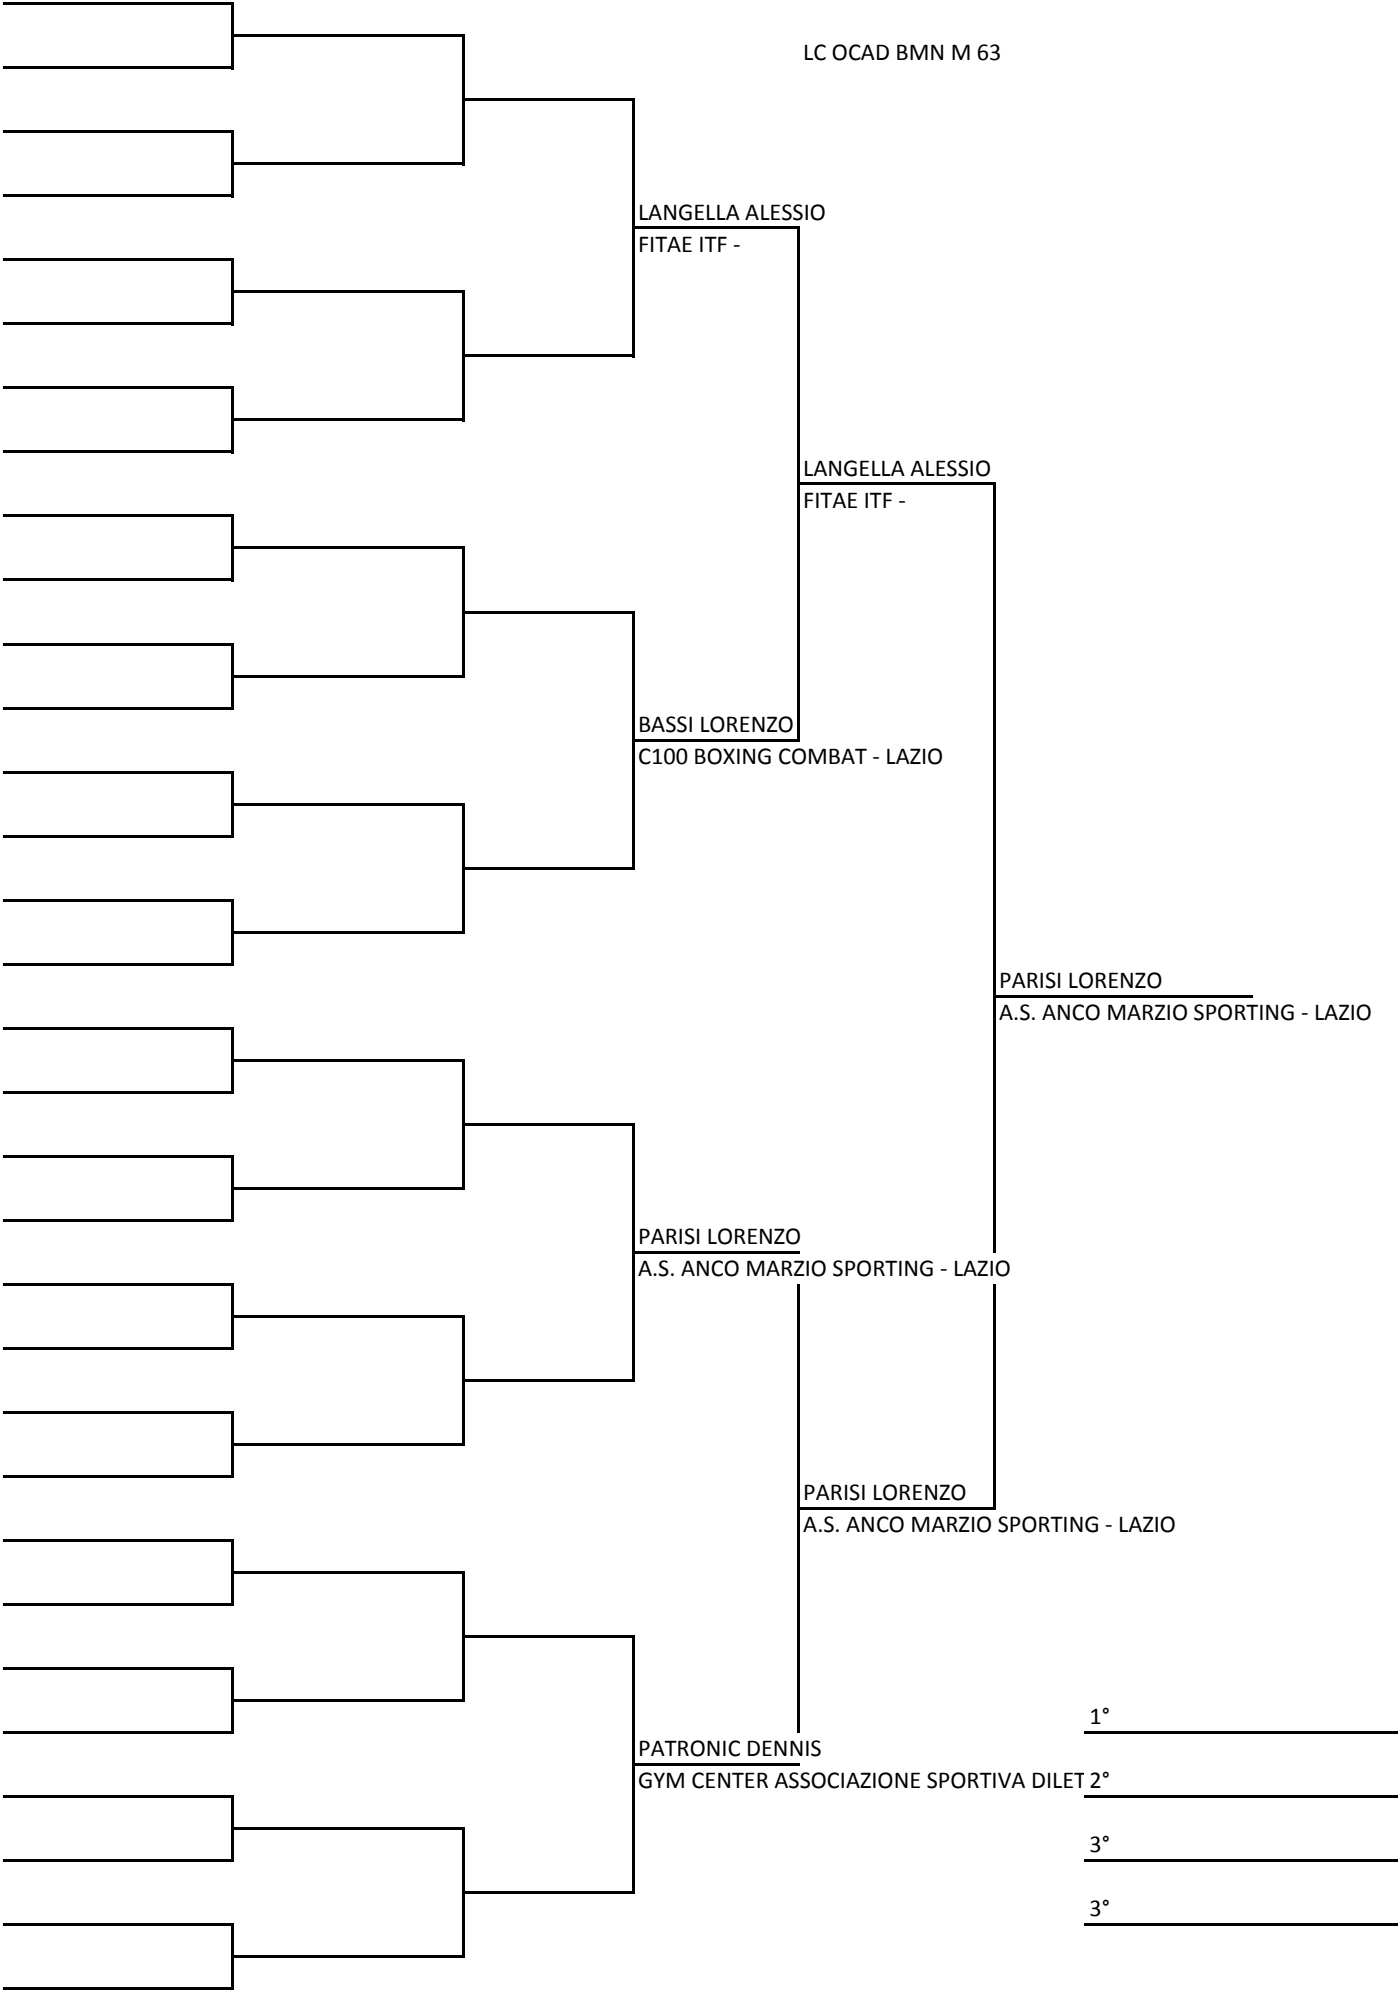 LC OCAD BMN M 63
LANGELLA ALESSIO
FITAE ITF -
LANGELLA ALESSIO
FITAE ITF -
BASSI LORENZO
C100 BOXING COMBAT - LAZIO
PARISI LORENZO
A.S. ANCO MARZIO SPORTING - LAZIO
PARISI LORENZO
A.S. ANCO MARZIO SPORTING - LAZIO
PARISI LORENZO
A.S. ANCO MARZIO SPORTING - LAZIO
1°
PATRONIC DENNIS
GYM CENTER ASSOCIAZIONE SPORTIVA DILET
2°
3°
3°